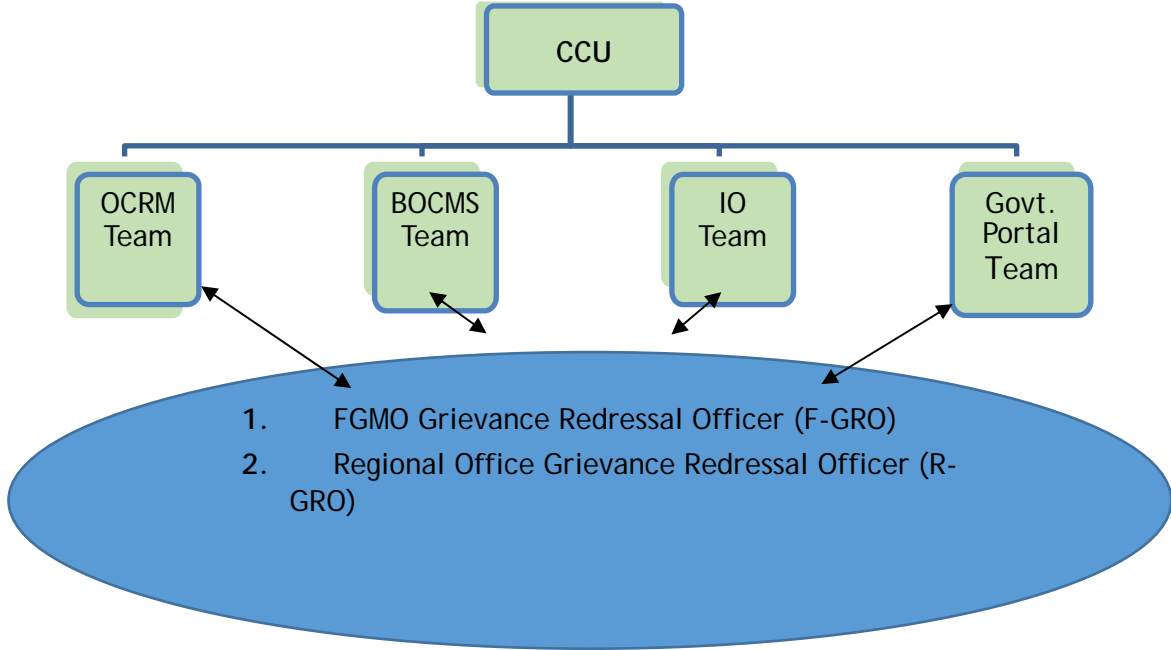 CCU
OCRM
Team
BOCMS
Team
IO
Team
Govt.
Portal
Team
1. FGMO Grievance Redressal Officer (F-GRO)
2. Regional Office Grievance Redressal Officer (R-
GRO)